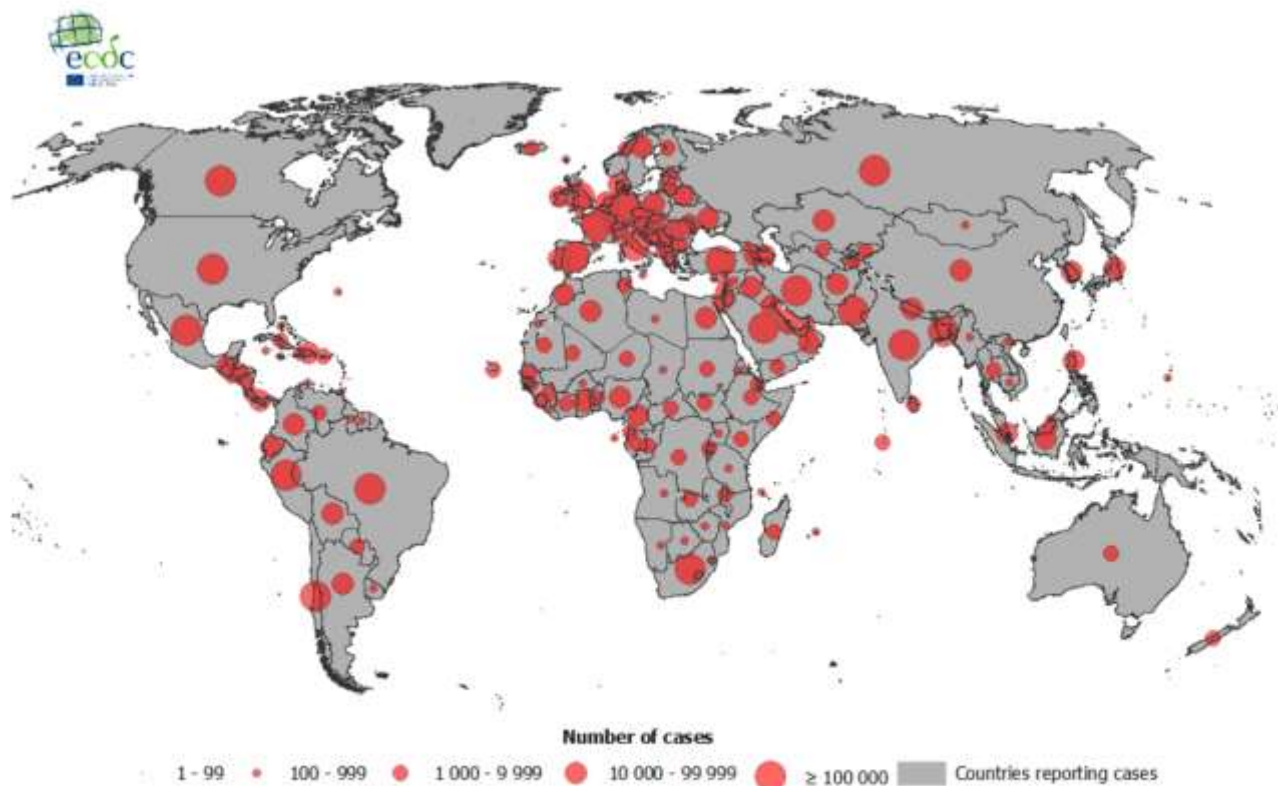 ecdc
Number of cases
1 - 99 100 - 999 1 000 - 9 999 10 000 - 99 999 ≥ 100 000 Countries reporting cases